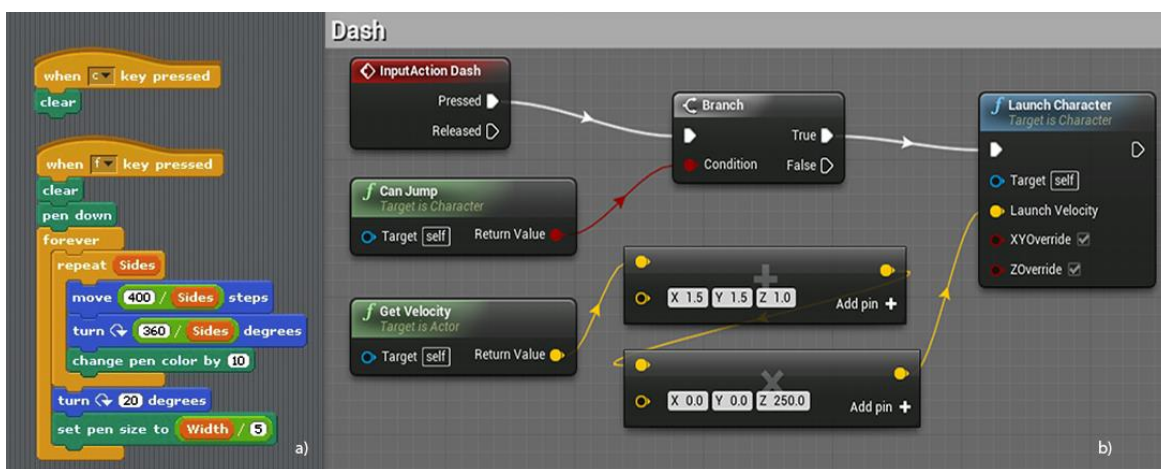 when c key pressed
clear
when f key pressed
clear
pen down
forever
repeat Sides
move 400 / Sides steps
turn 360 / Sides degrees
change pen color by 10
turn 20 degrees
set pen size to Width / 5
a)
Dash
InputAction Dash
Pressed
Released
f Can Jump
Target is Character
Target self Return Value
f Get Velocity
Target is Actor
Target self Return Value
Branch
True
Condition False
+
X 1.5 Y 1.5 Z 1.0
Add pin +
×
X 0.0 Y 0.0 Z 250.0
Add pin +
f Launch Character
Target is Character
Target self
Launch Velocity
XYOverride
ZOverride
b)